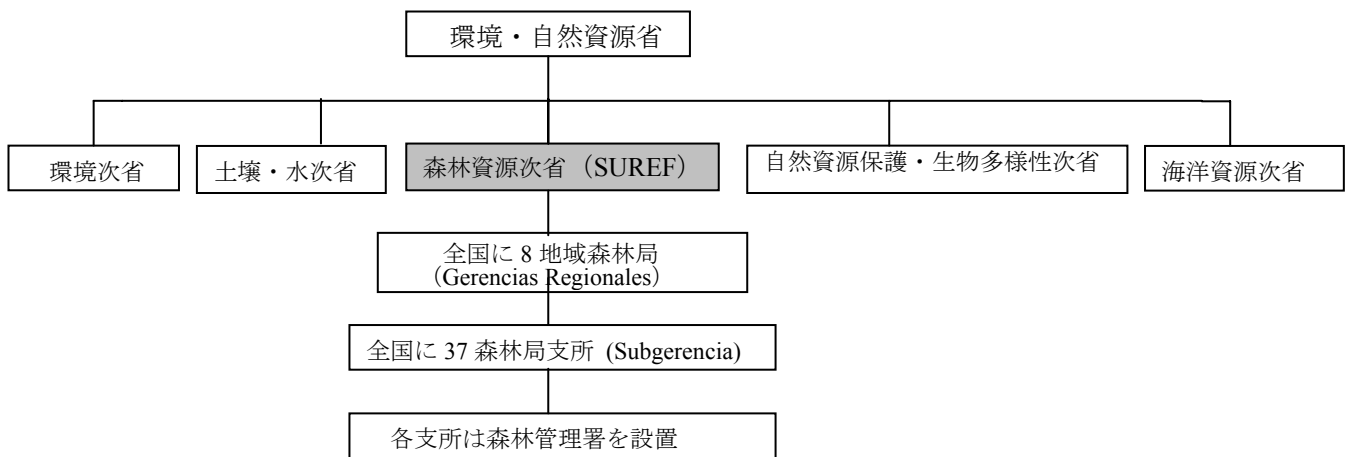 環境・自然資源省
環境次省
土壌・水次省
森林資源次省（SUREF）
自然資源保護・生物多様性次省
海洋資源次省
全国に 8 地域森林局
（Gerencias Regionales）
全国に 37 森林局支所 (Subgerencia)
各支所は森林管理署を設置